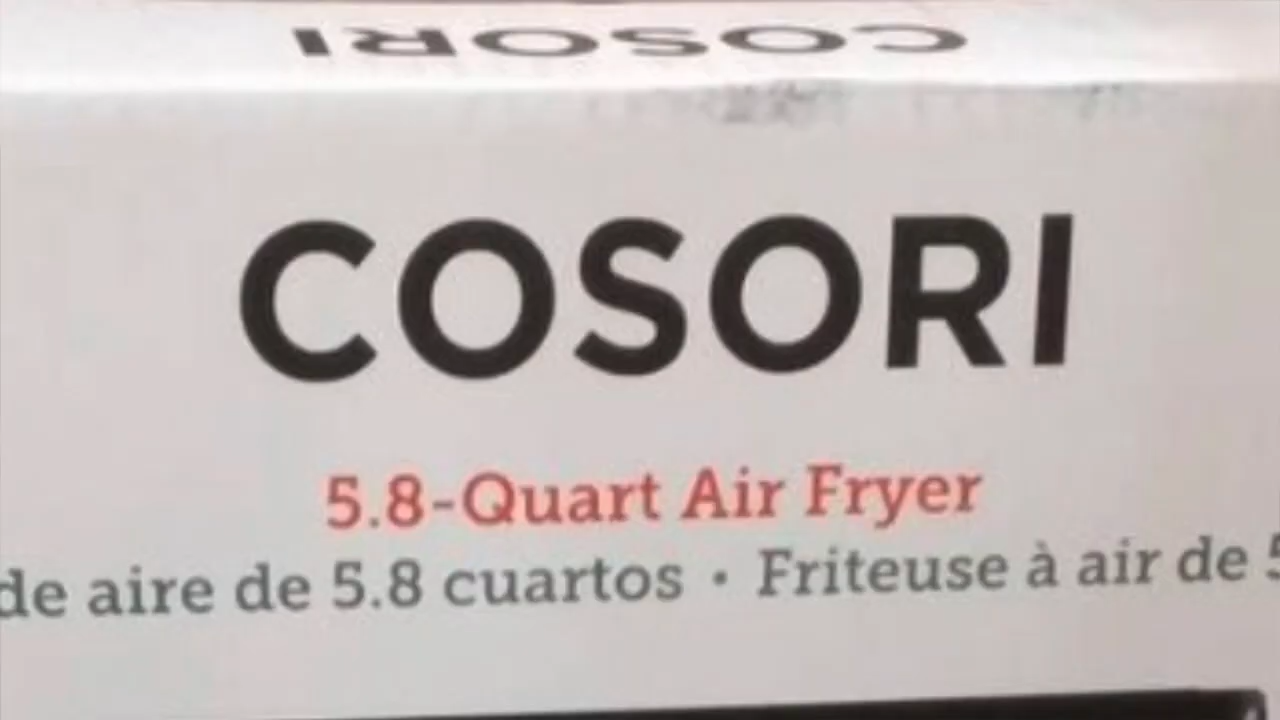 COSORI
COSORI
5.8-Quart Air Fryer
de aire de 5.8 cuartos • Friteuse à air de 5